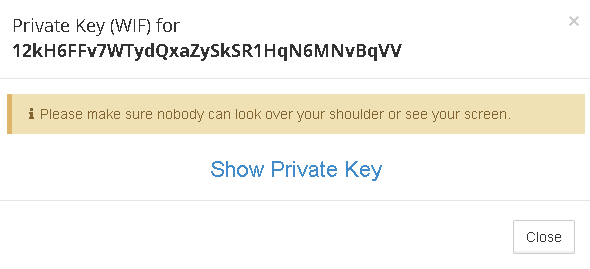 Private Key (WIF) for
12kH6FFv7WTydQxaZySkSR1HqN6MNvBqVV
×
Please make sure nobody can look over your shoulder or see your screen.
Show Private Key
Close